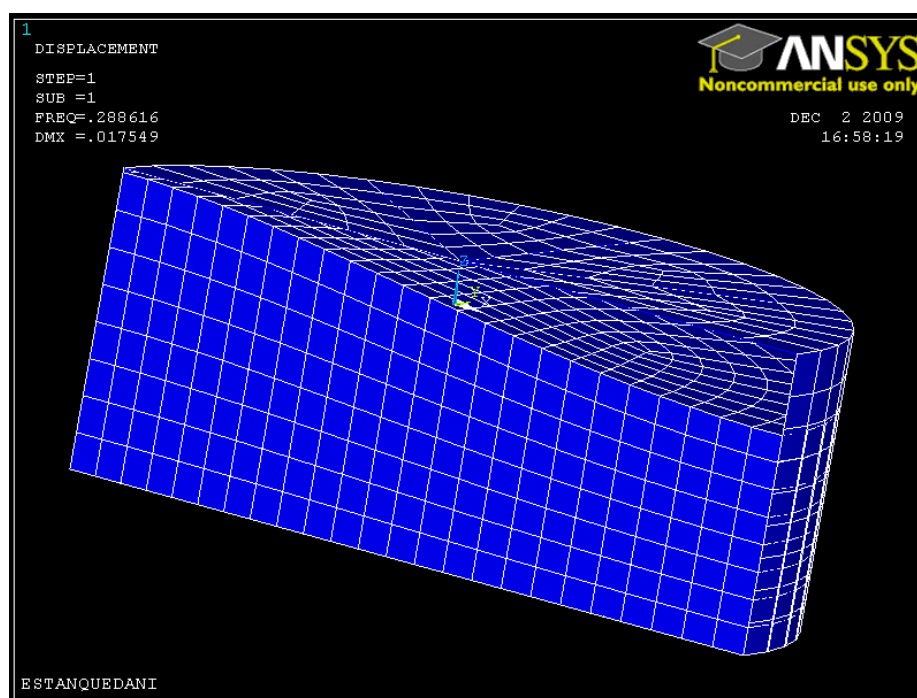 1
DISPLACEMENT
STEP=1
SUB =1
FREQ=.288616
DMX =.017549
ANSYS
Noncommercial use only
DEC 2 2009
16:58:19
Z
Y
ESTANQUEDANI